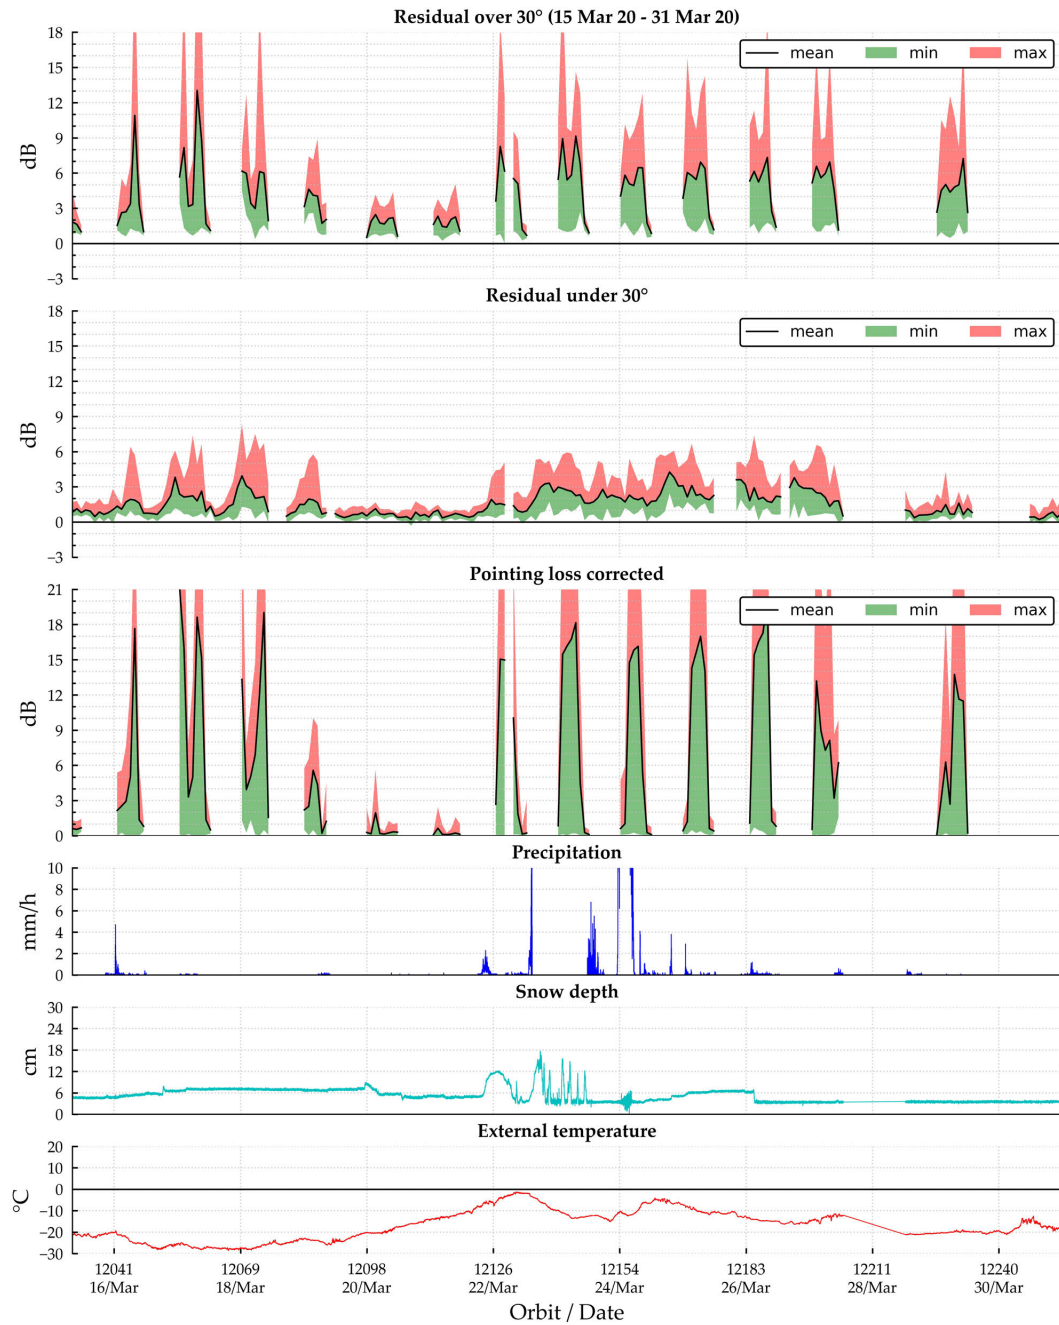 Residual over 30° (15 Mar 20 - 31 Mar 20)
18
15
12
9
6
3
0
−3
dB
mean min max
Residual under 30°
18
15
12
9
6
3
0
−3
dB
mean min max
Pointing loss corrected
21
18
15
12
9
6
3
0
dB
mean min max
Precipitation
10
8
6
4
2
0
mm/h
Snow depth
30
24
18
12
6
0
cm
External temperature
20
10
0
−10
−20
−30
°C
12041 12069 12098 12126 12154 12183 12211 12240
16/Mar 18/Mar 20/Mar 22/Mar 24/Mar 26/Mar 28/Mar 30/Mar
Orbit / Date